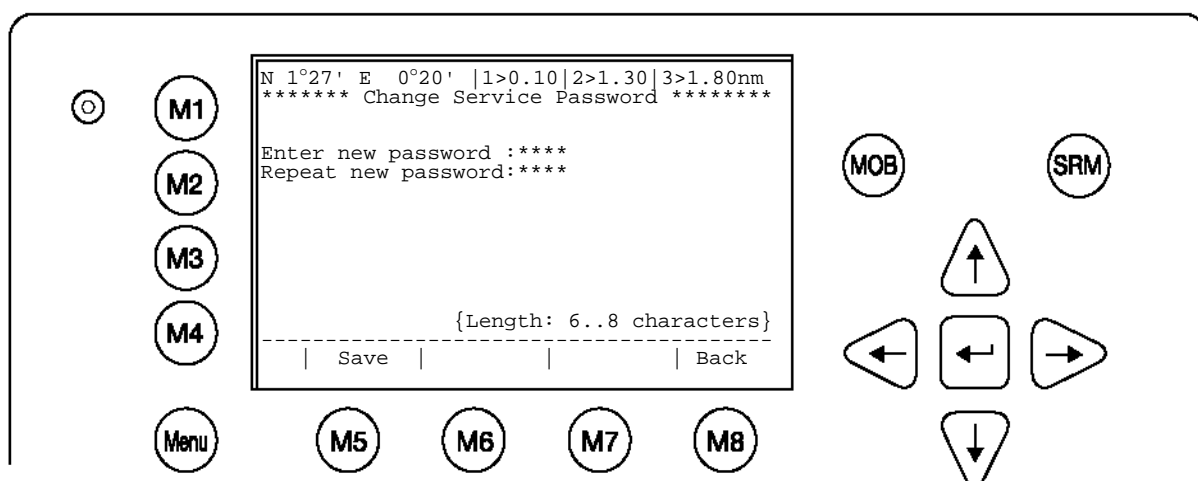 N 1°27' E  0°20' |1>0.10|2>1.30|3>1.80nm
******* Change Service Password ********
Enter new password :****
Repeat new password:****
{Length: 6..8 characters}
----------------------------------------
| Save | | | Back
M1
M2
M3
M4
Menu
M5
M6
M7
M8
MOB
SRM